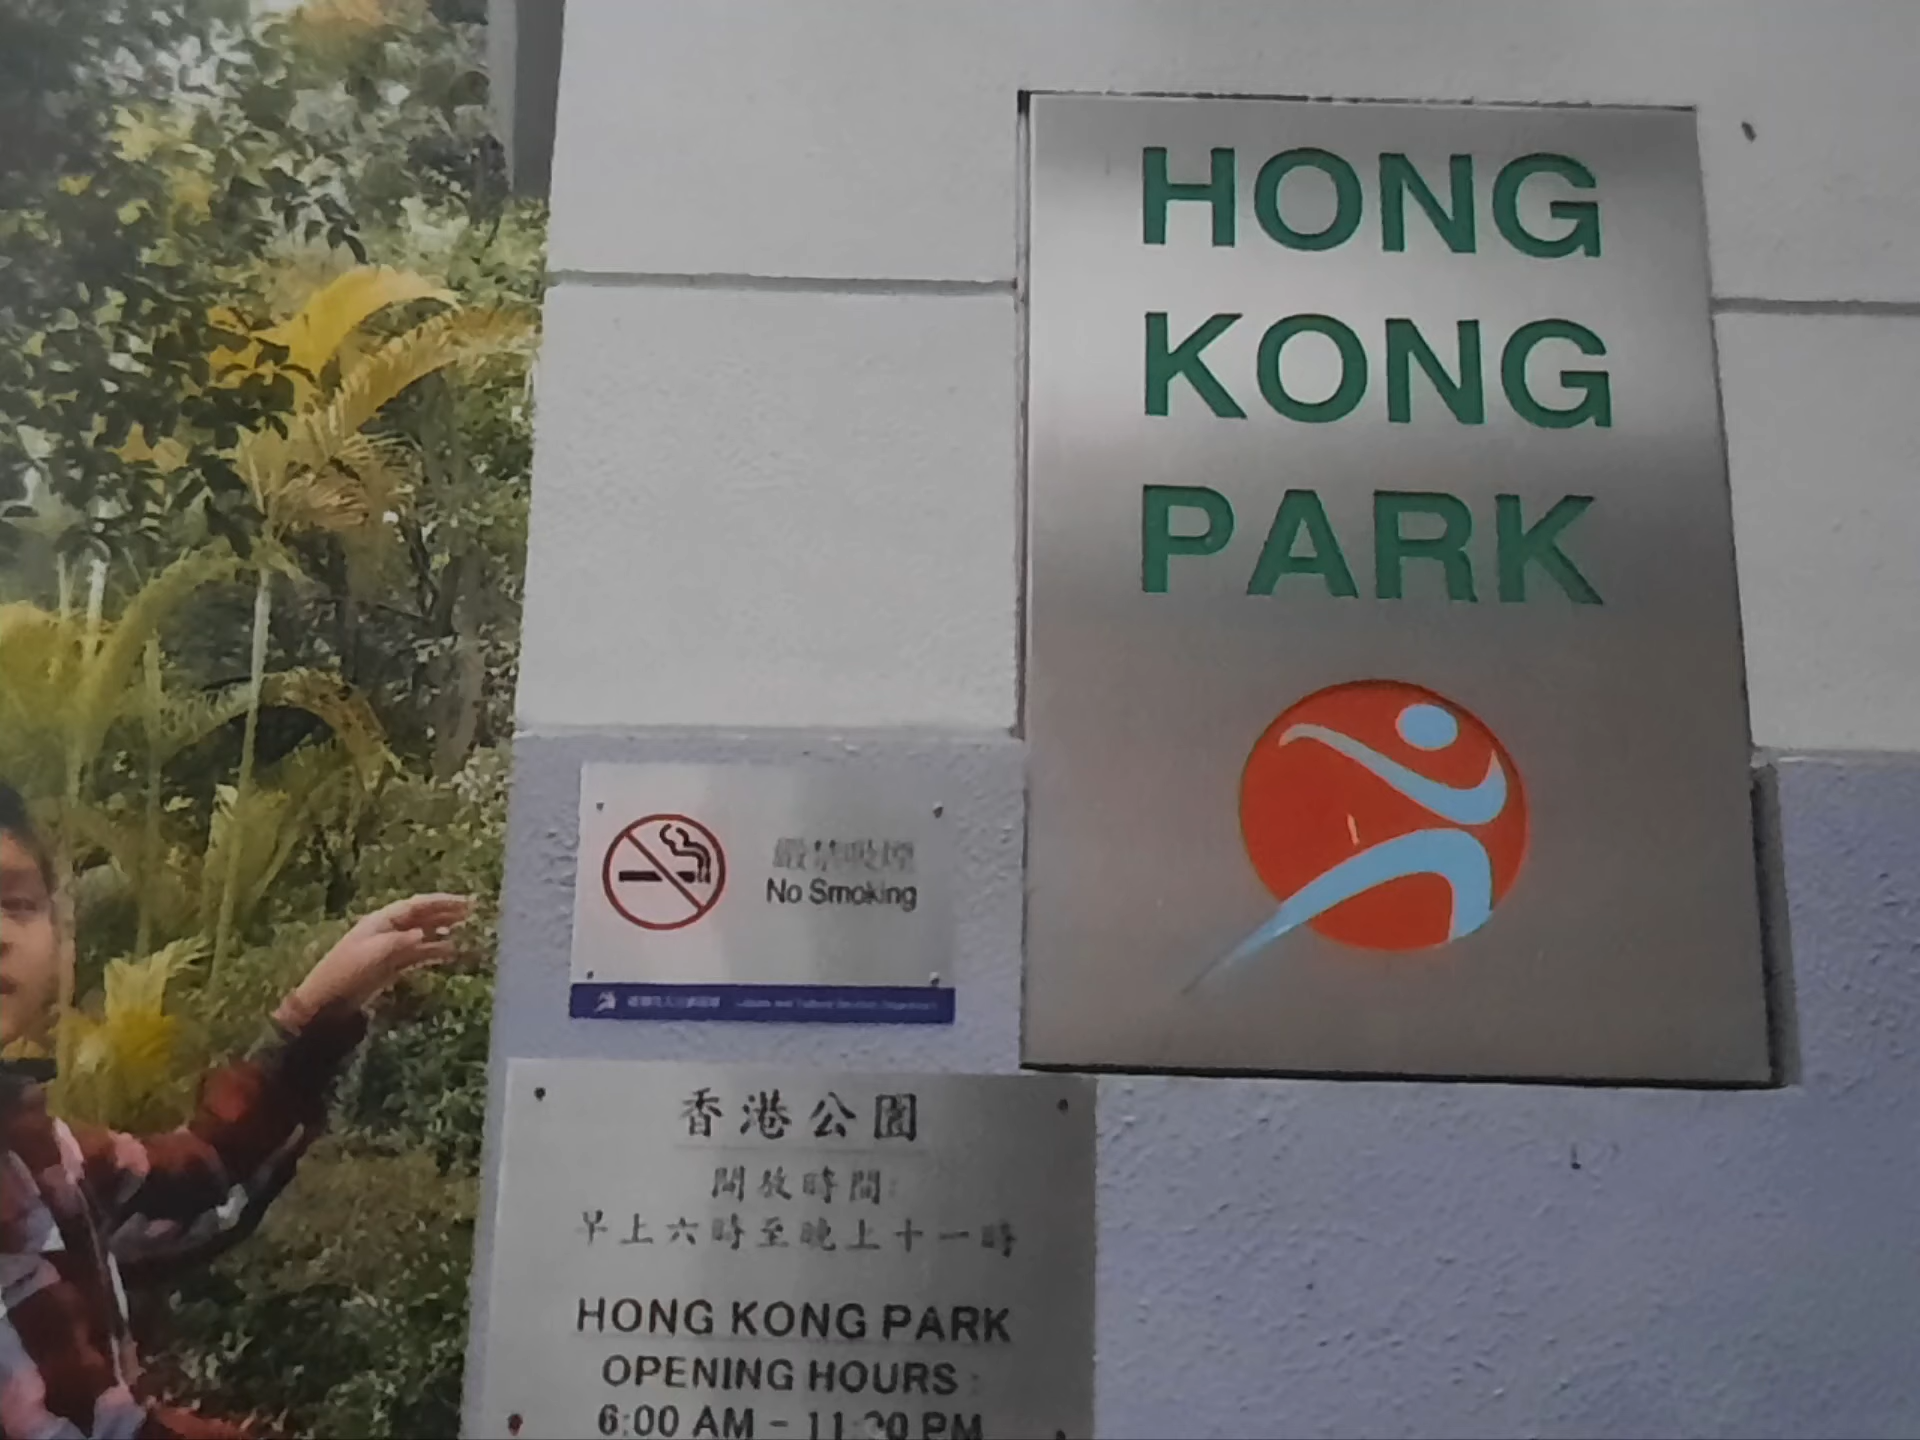 HONG
KONG
PARK
嚴禁吸煙
No Smoking
香港公園
開放時間:
早上六時至晚上十一時
HONG KONG PARK
OPENING HOURS :
6:00 AM - 11:00 PM